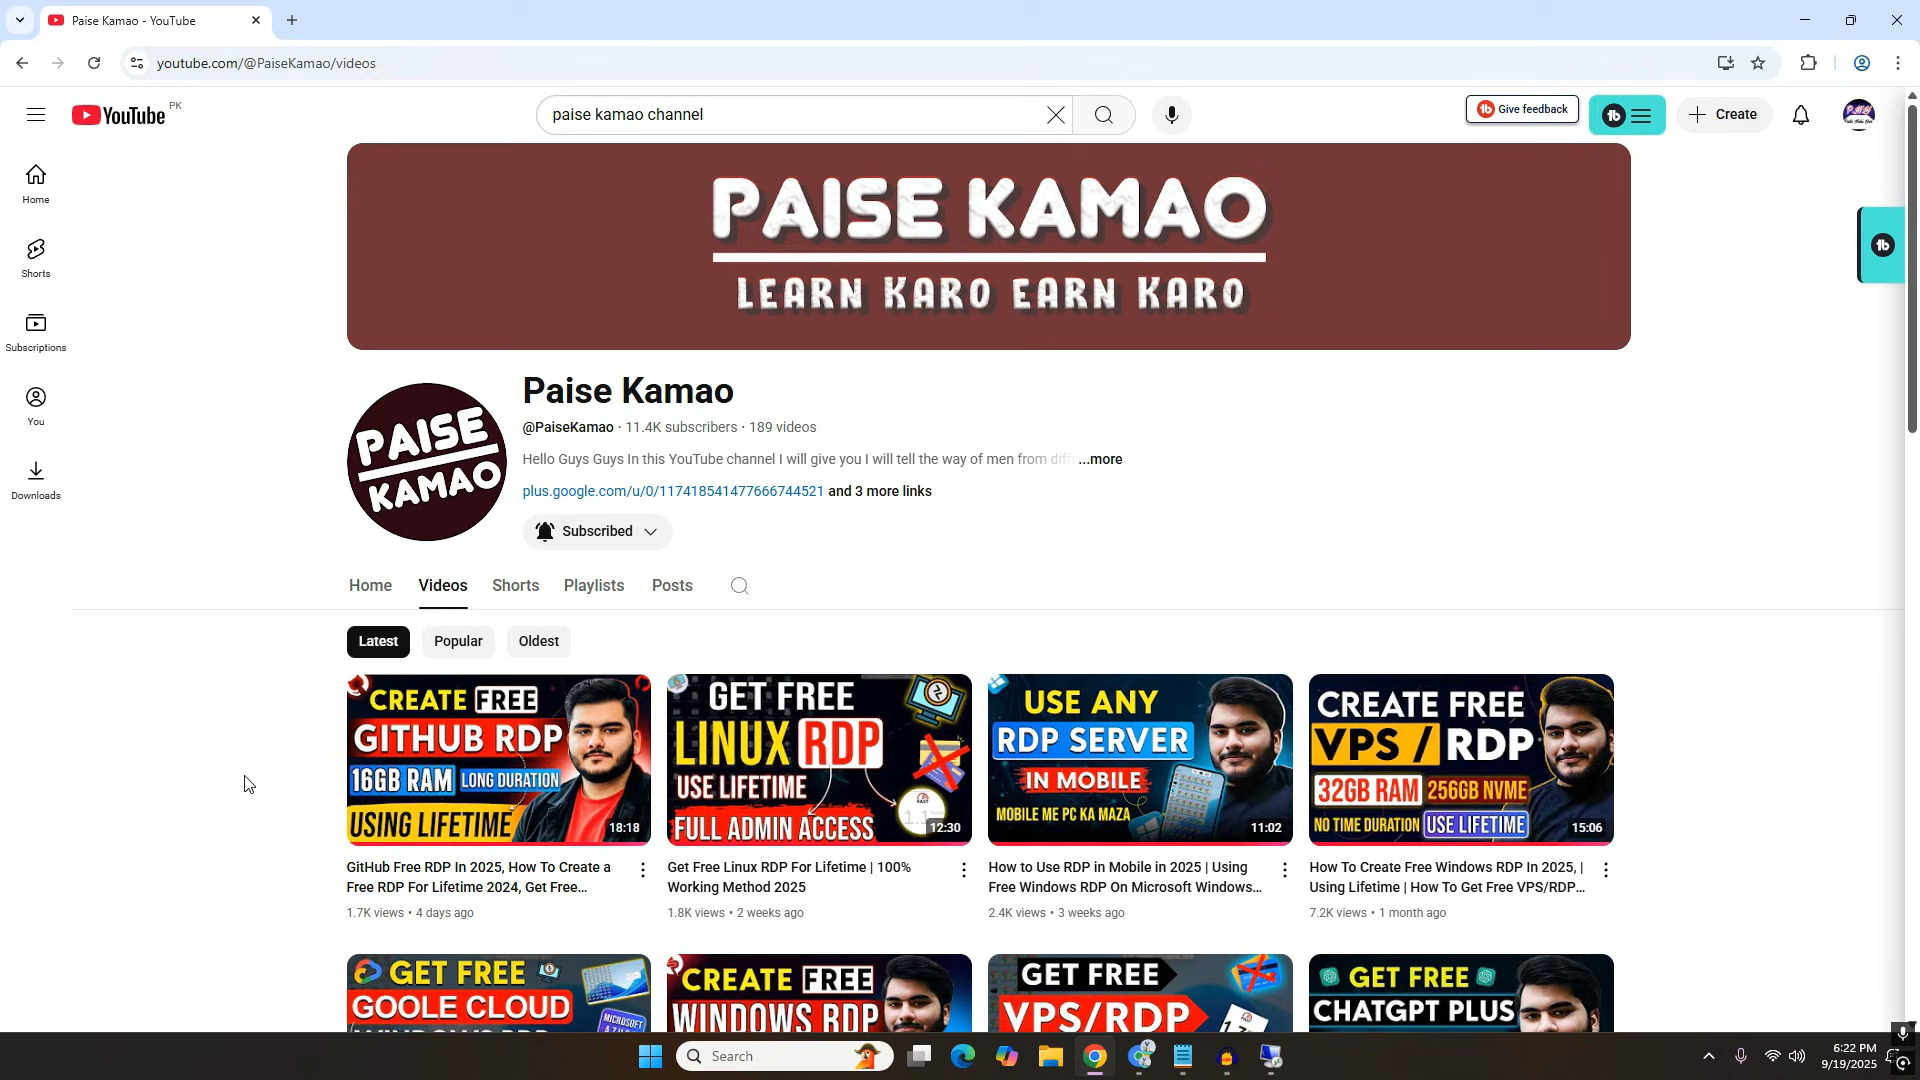 Paise Kamao - YouTube
youtube.com/@PaiseKamao/videos
YouTube PK
paise kamao channel
Give feedback
Create
Home
Shorts
Subscriptions
You
Downloads
PAISE KAMAO
LEARN KARO EARN KARO
PAISE
KAMAO
Paise Kamao
@PaiseKamao · 11.4K subscribers · 189 videos
Hello Guys Guys In this YouTube channel I will give you I will tell the way of men from diffe ...more
plus.google.com/u/0/117418541477666744521 and 3 more links
Subscribed
Home Videos Shorts Playlists Posts
Latest Popular Oldest
CREATE FREE
GITHUB RDP
16GB RAM LONG DURATION
USING LIFETIME
18:18
GitHub Free RDP In 2025, How To Create a
Free RDP For Lifetime 2024, Get Free...
1.7K views • 4 days ago
GET FREE
LINUX RDP
USE LIFETIME
FULL ADMIN ACCESS
12:30
Get Free Linux RDP For Lifetime | 100%
Working Method 2025
1.8K views • 2 weeks ago
USE ANY
RDP SERVER
IN MOBILE
MOBILE ME PC KA MAZA
11:02
How to Use RDP in Mobile in 2025 | Using
Free Windows RDP On Microsoft Windows...
2.4K views • 3 weeks ago
CREATE FREE
VPS / RDP
32GB RAM 256GB NVME
NO TIME DURATION USE LIFETIME
15:06
How To Create Free Windows RDP In 2025, |
Using Lifetime | How To Get Free VPS/RDP...
7.2K views • 1 month ago
GET FREE
GOOLE CLOUD
WINDOWS RDP
MICROSOFT
CREATE FREE
WINDOWS RDP
GET FREE
VPS/RDP
GET FREE
CHATGPT PLUS
Search
6:22 PM
9/19/2025